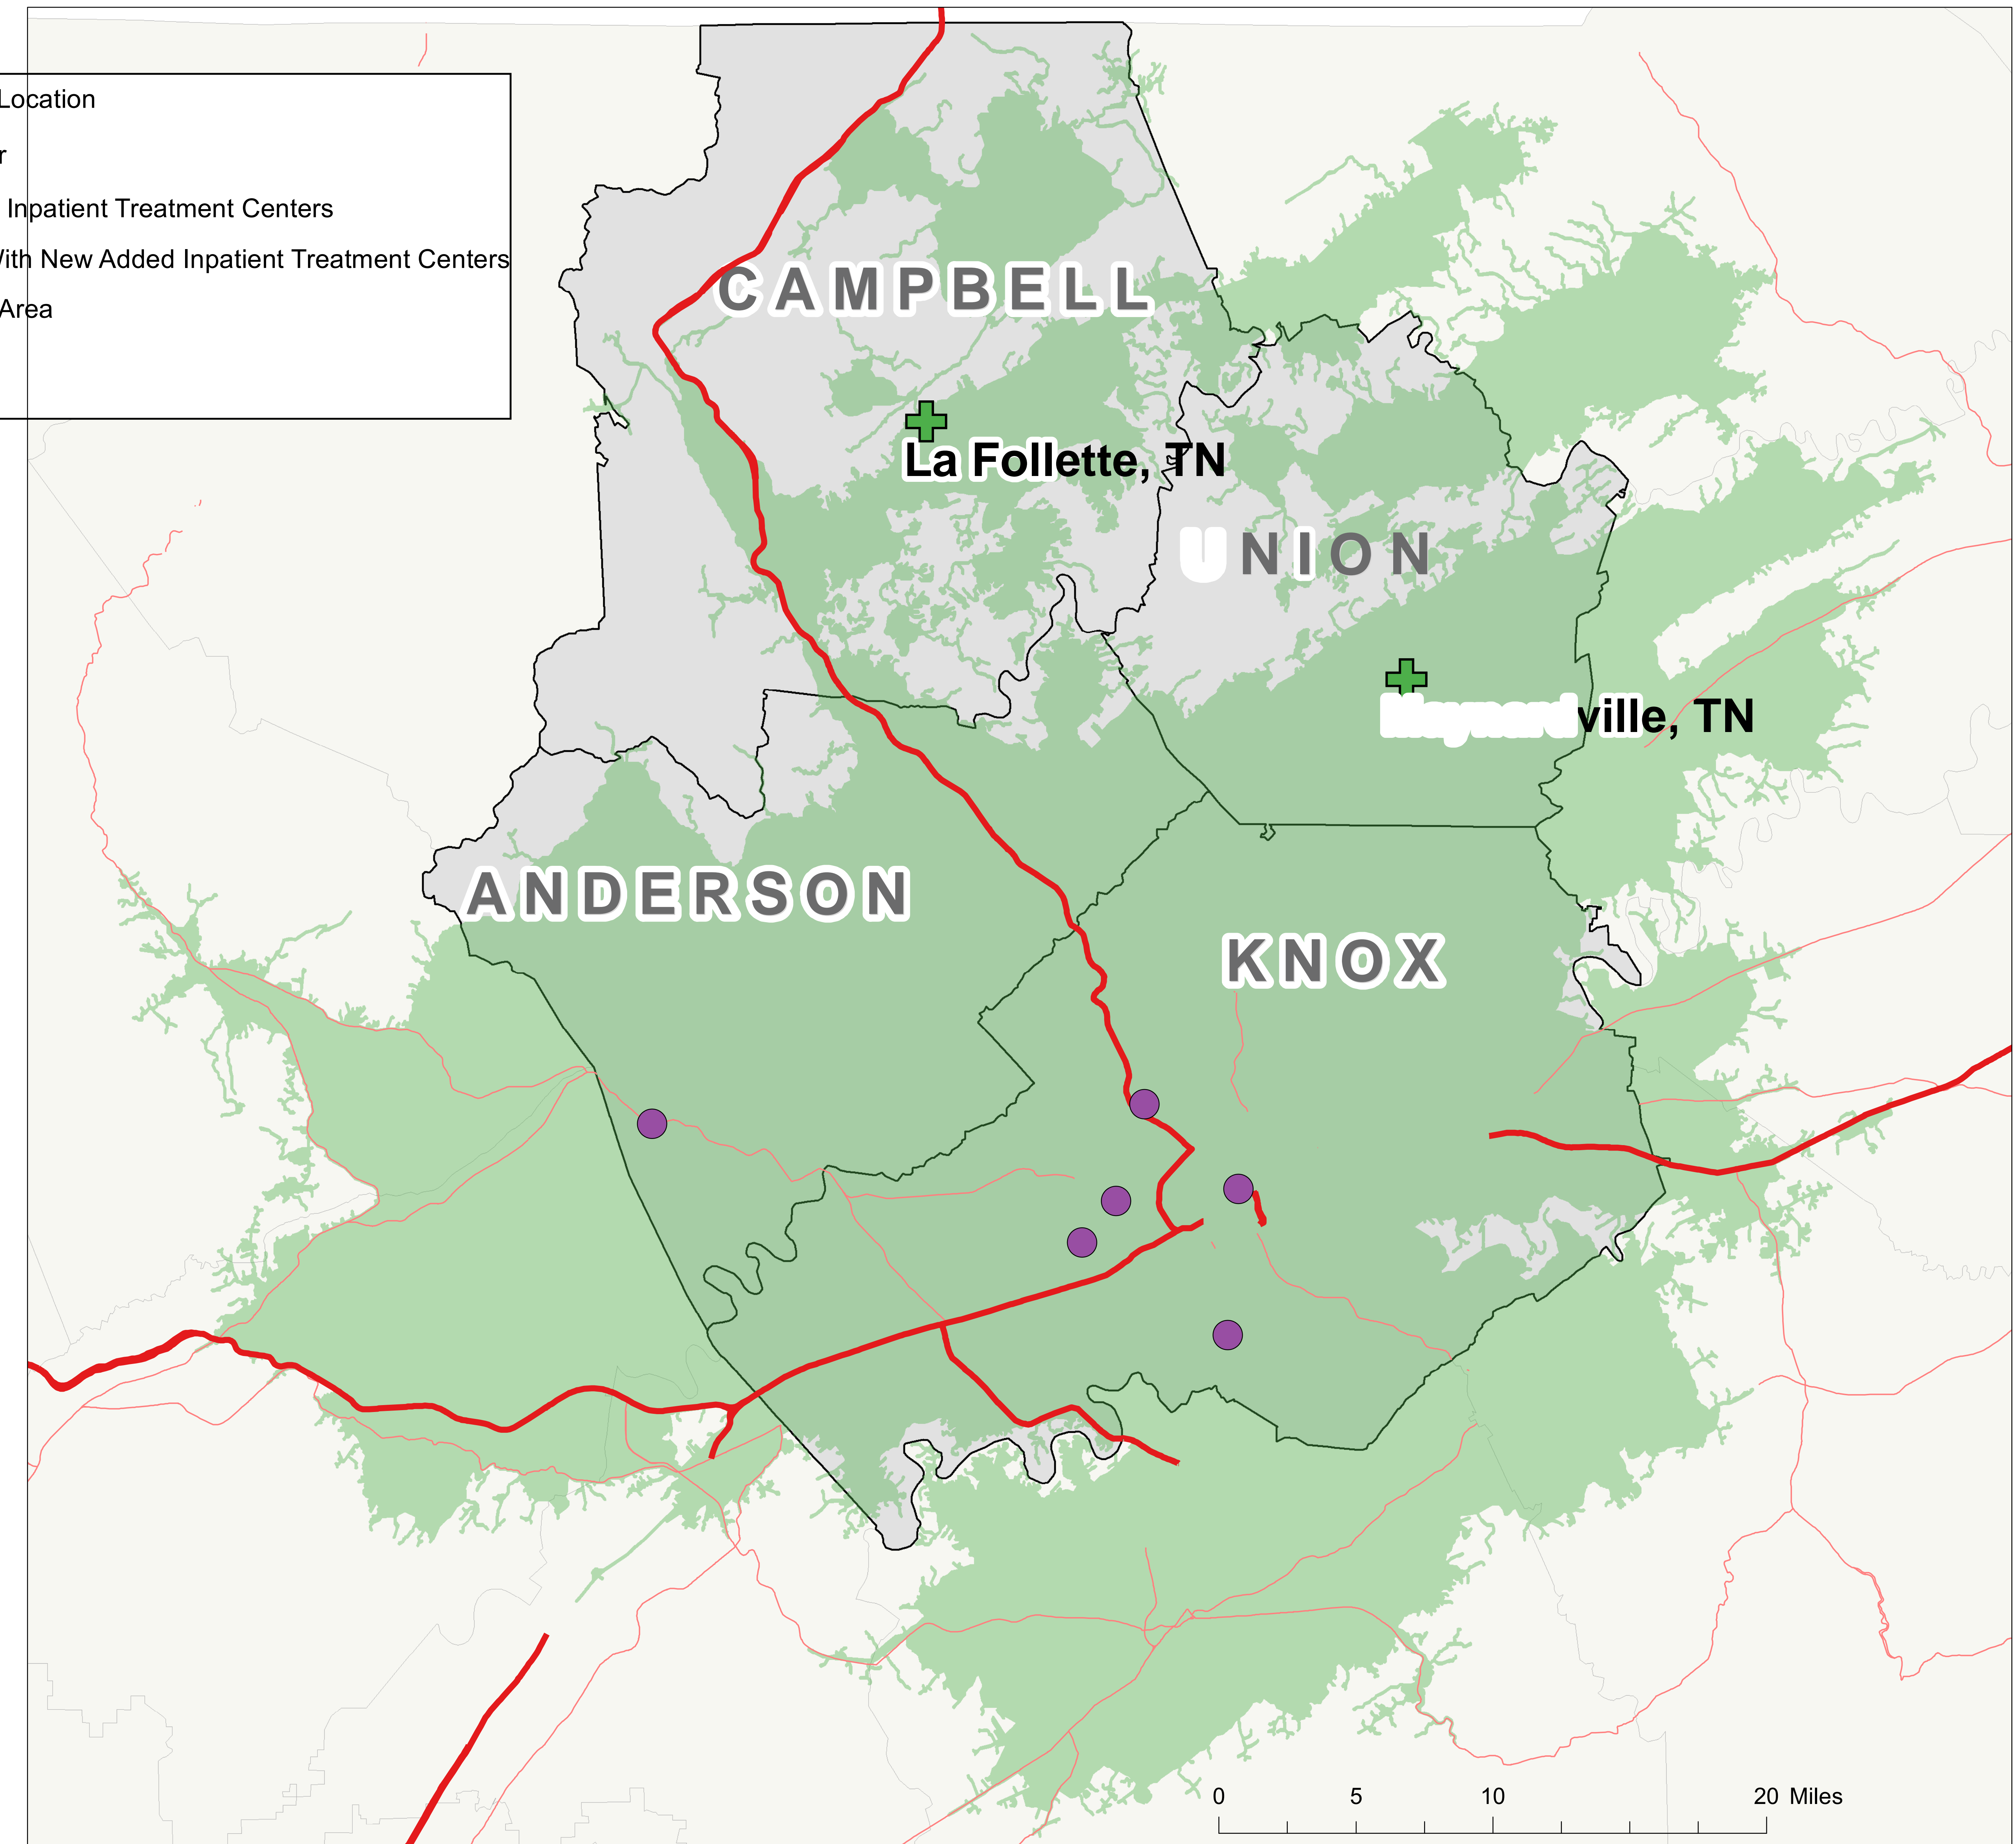 Location
r
Inpatient Treatment Centers
With New Added Inpatient Treatment Centers
Area
CAMPBELL
La Follette, TN
UNION
ville, TN
ANDERSON
KNOX
0 5 10 20 Miles